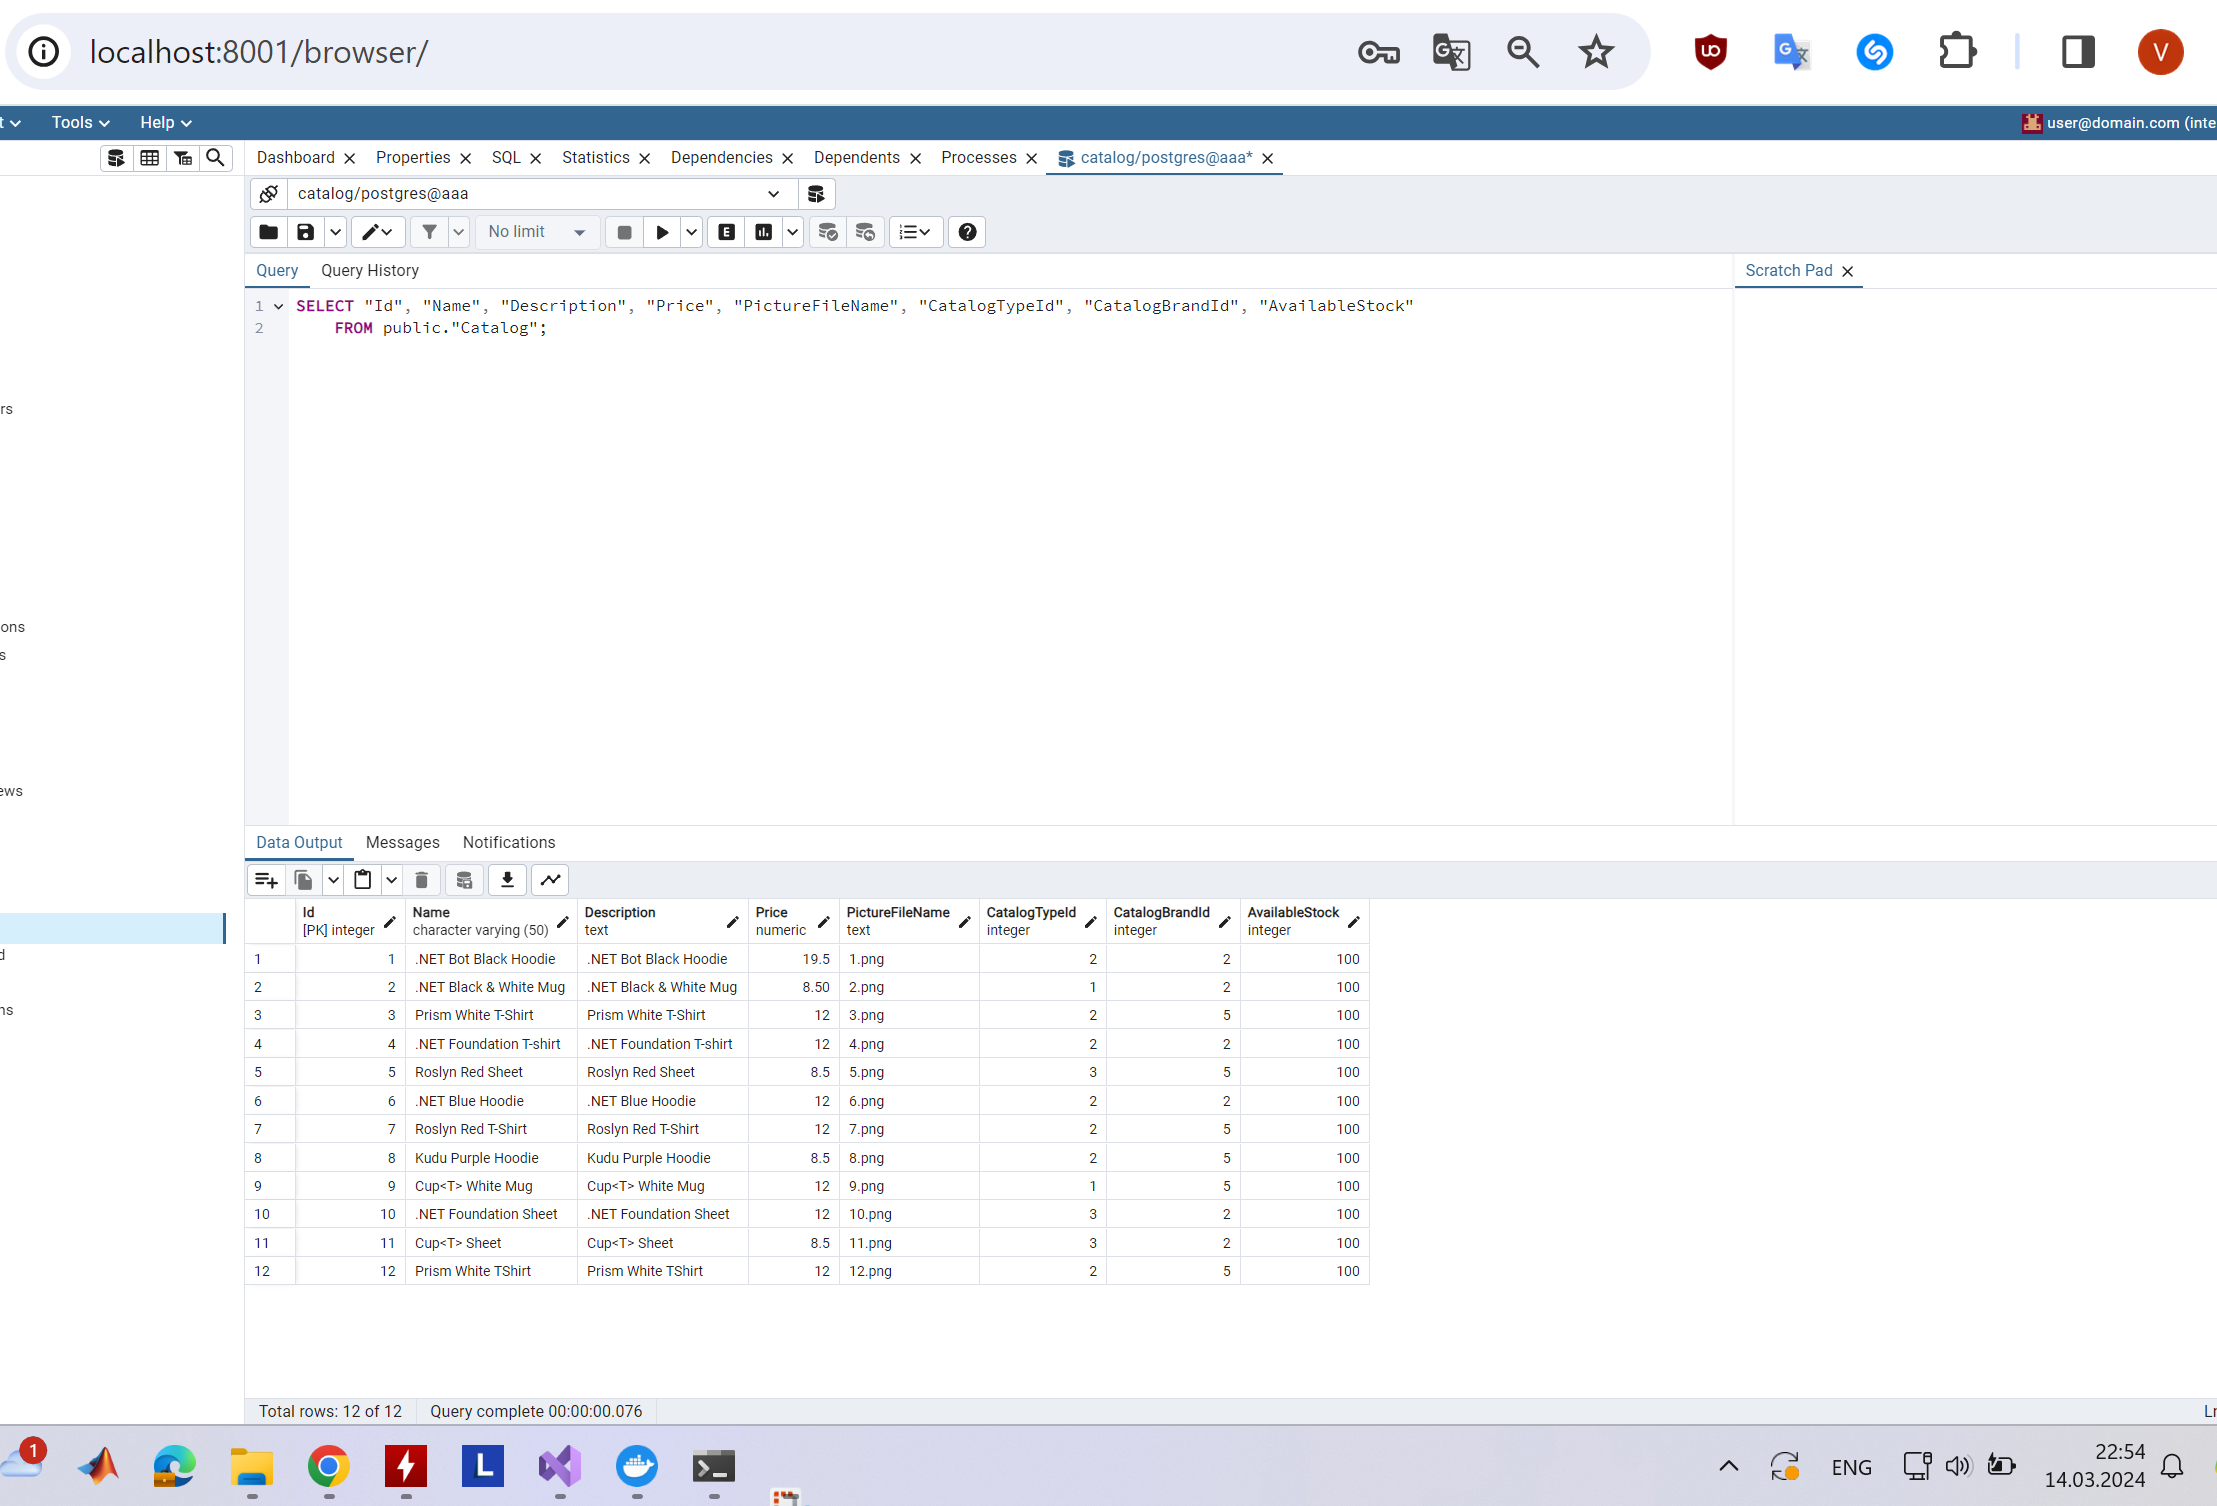 localhost:8001/browser/
V
t Tools Help user@domain.com (inte
Dashboard Properties SQL Statistics Dependencies Dependents Processes catalog/postgres@aaa*
catalog/postgres@aaa
No limit E
Query Query History Scratch Pad
1 SELECT "Id", "Name", "Description", "Price", "PictureFileName", "CatalogTypeId", "CatalogBrandId", "AvailableStock"
2 FROM public."Catalog";
rs
ons
s
ews
d
ns
Data Output Messages Notifications
Id Name Description Price PictureFileName CatalogTypeId CatalogBrandId AvailableStock
[PK] integer character varying (50) text numeric text integer integer integer
1 1 .NET Bot Black Hoodie .NET Bot Black Hoodie 19.5 1.png 2 2 100
2 2 .NET Black & White Mug .NET Black & White Mug 8.50 2.png 1 2 100
3 3 Prism White T-Shirt Prism White T-Shirt 12 3.png 2 5 100
4 4 .NET Foundation T-shirt .NET Foundation T-shirt 12 4.png 2 2 100
5 5 Roslyn Red Sheet Roslyn Red Sheet 8.5 5.png 3 5 100
6 6 .NET Blue Hoodie .NET Blue Hoodie 12 6.png 2 2 100
7 7 Roslyn Red T-Shirt Roslyn Red T-Shirt 12 7.png 2 5 100
8 8 Kudu Purple Hoodie Kudu Purple Hoodie 8.5 8.png 2 5 100
9 9 Cup<T> White Mug Cup<T> White Mug 12 9.png 1 5 100
10 10 .NET Foundation Sheet .NET Foundation Sheet 12 10.png 3 2 100
11 11 Cup<T> Sheet Cup<T> Sheet 8.5 11.png 3 2 100
12 12 Prism White TShirt Prism White TShirt 12 12.png 2 5 100
Total rows: 12 of 12 Query complete 00:00:00.076 Ln
1 L ENG 22:54
14.03.2024